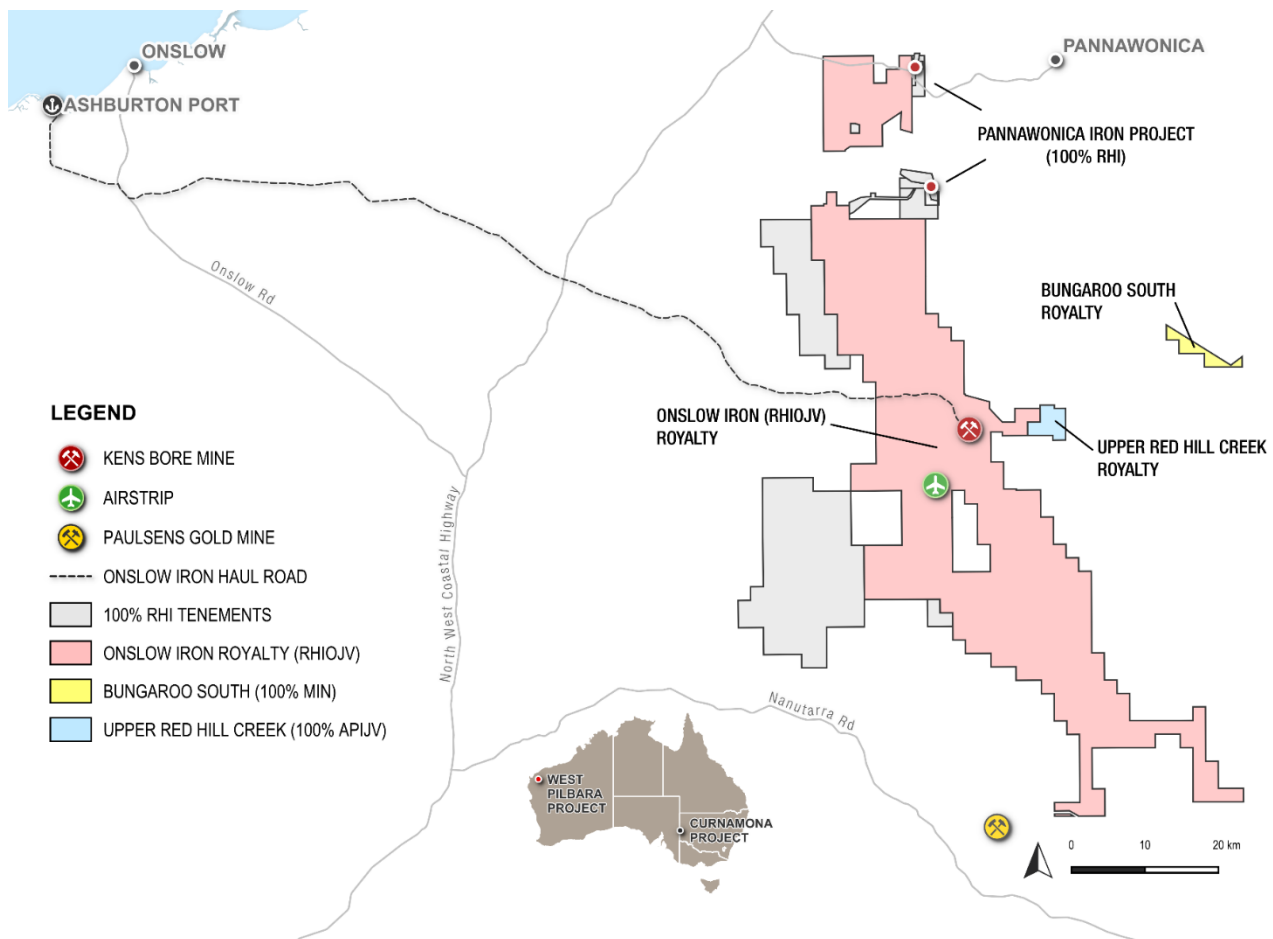 ONSLOW
ASHBURTON PORT
PANNAWONICA
PANNAWONICA IRON PROJECT
(100% RHI)
Onslow Rd
BUNGAROO SOUTH
ROYALTY
ONSLOW IRON (RHIOJV)
ROYALTY
UPPER RED HILL CREEK
ROYALTY
North West Coastal Highway
LEGEND
KENS BORE MINE
AIRSTRIP
PAULSENS GOLD MINE
ONSLOW IRON HAUL ROAD
100% RHI TENEMENTS
ONSLOW IRON ROYALTY (RHIOJV)
BUNGAROO SOUTH (100% MIN)
UPPER RED HILL CREEK (100% APIJV)
Nanutarra Rd
WEST
PILBARA
PROJECT
CURNAMONA
PROJECT
0 10 20 km